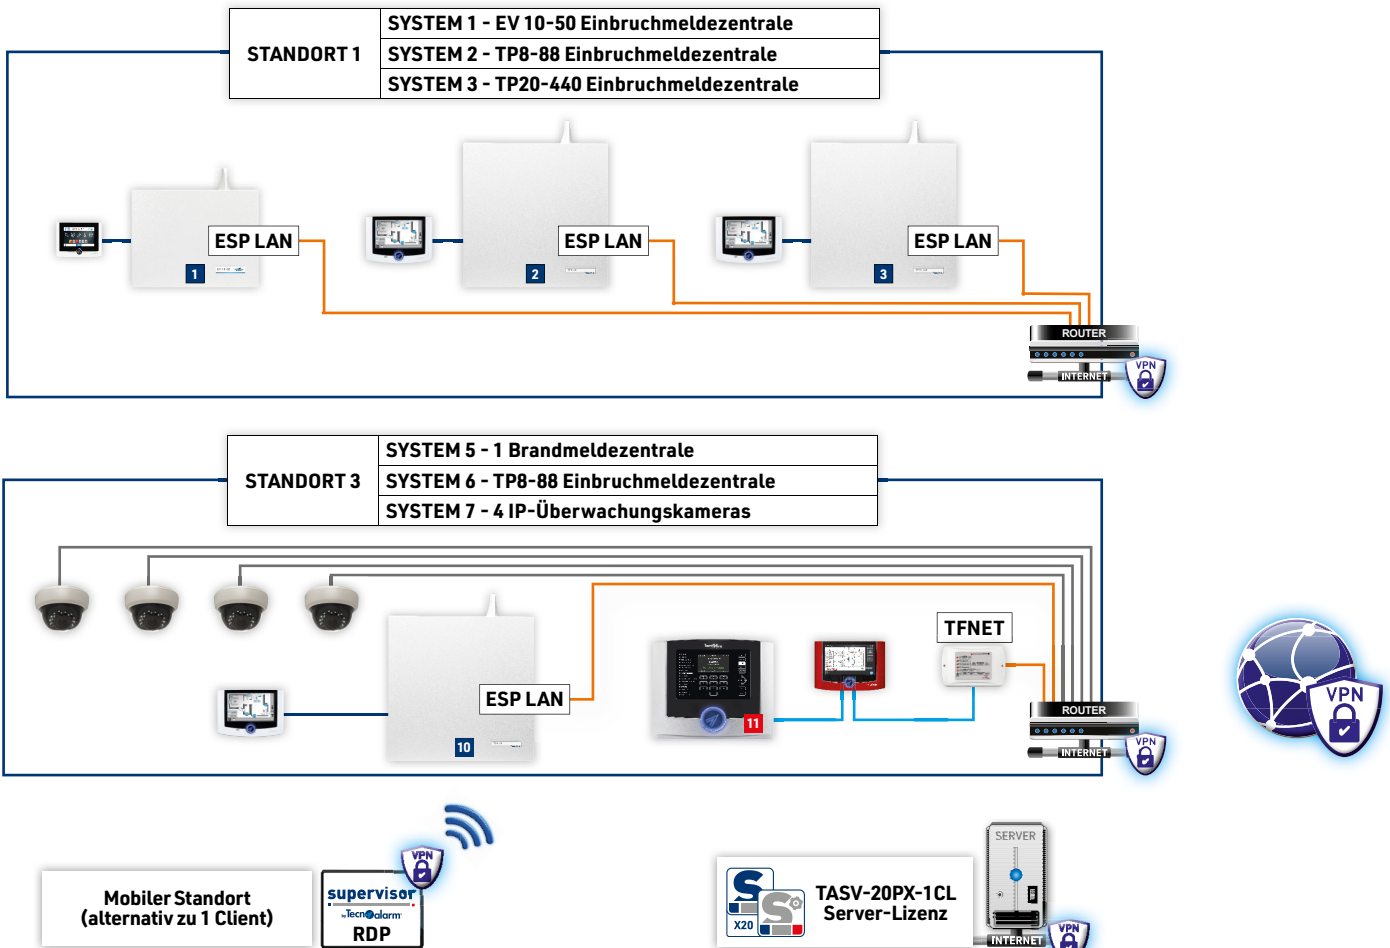 STANDORT 1
SYSTEM 1 - EV 10-50 Einbruchmeldezentrale
SYSTEM 2 - TP8-88 Einbruchmeldezentrale
SYSTEM 3 - TP20-440 Einbruchmeldezentrale
ESP LAN
ESP LAN
ESP LAN
1
2
3
ROUTER
INTERNET
VPN
STANDORT 3
SYSTEM 5 - 1 Brandmeldezentrale
SYSTEM 6 - TP8-88 Einbruchmeldezentrale
SYSTEM 7 - 4 IP-Überwachungskameras
TFNET
ESP LAN
10
11
ROUTER
INTERNET
VPN
VPN
Mobiler Standort
(alternativ zu 1 Client)
VPN
supervisor
by Tecnoalarm
RDP
S
X20
S
TASV-20PX-1CL
Server-Lizenz
SERVER
INTERNET
VPN